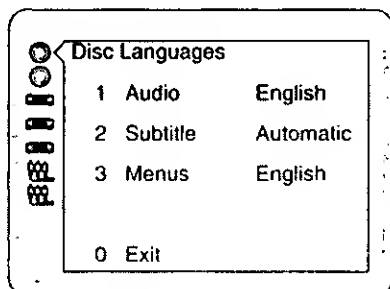 Disc Languages
1 Audio English
2 Subtitle Automatic
3 Menus English
0 Exit